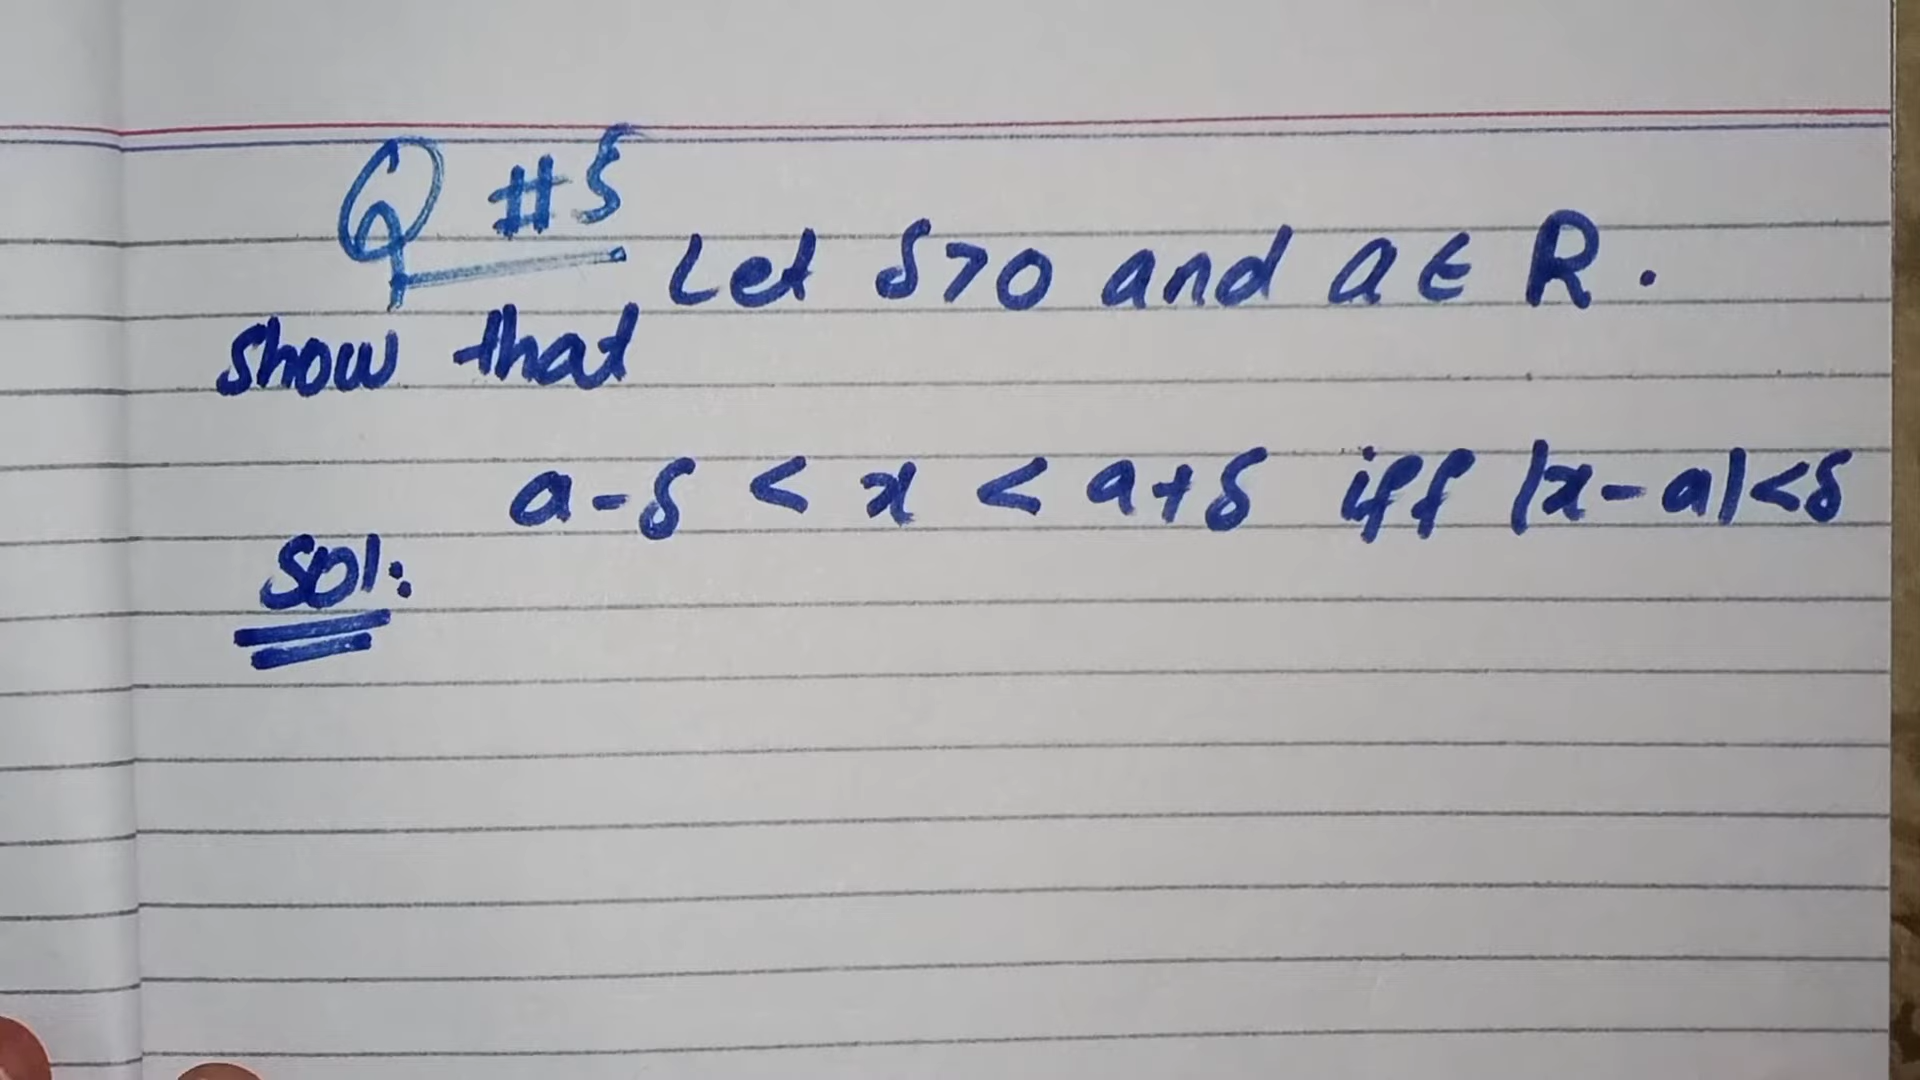 Q #5
Let δ>0 and a ∈ R.
show that
a-δ < x < a+δ iff |x-a|<δ
Sol: